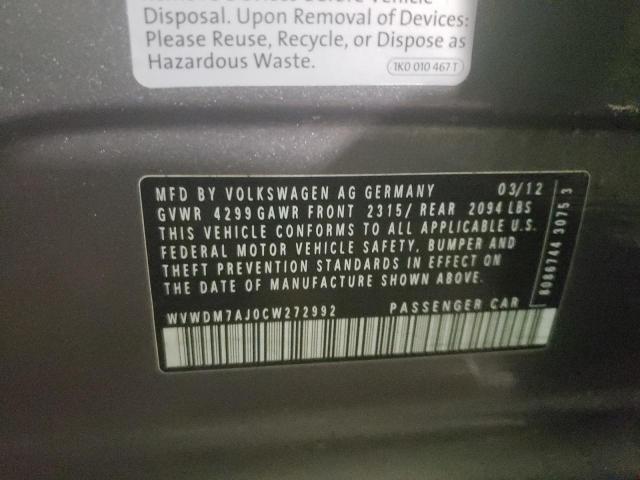 Disposal. Upon Removal of Devices:
Please Reuse, Recycle, or Dispose as
Hazardous Waste.
1K0 010 467 T
MFD BY VOLKSWAGEN AG GERMANY 03/12
GVWR 4299 GAWR FRONT 2315/ REAR 2094 LBS
THIS VEHICLE CONFORMS TO ALL APPLICABLE U.S.
FEDERAL MOTOR VEHICLE SAFETY, BUMPER AND
THEFT PREVENTION STANDARDS IN EFFECT ON
THE DATE OF MANUFACTURE SHOWN ABOVE.
WVWDM7AJ0CW272992 PASSENGER CAR
8086744 3075 3